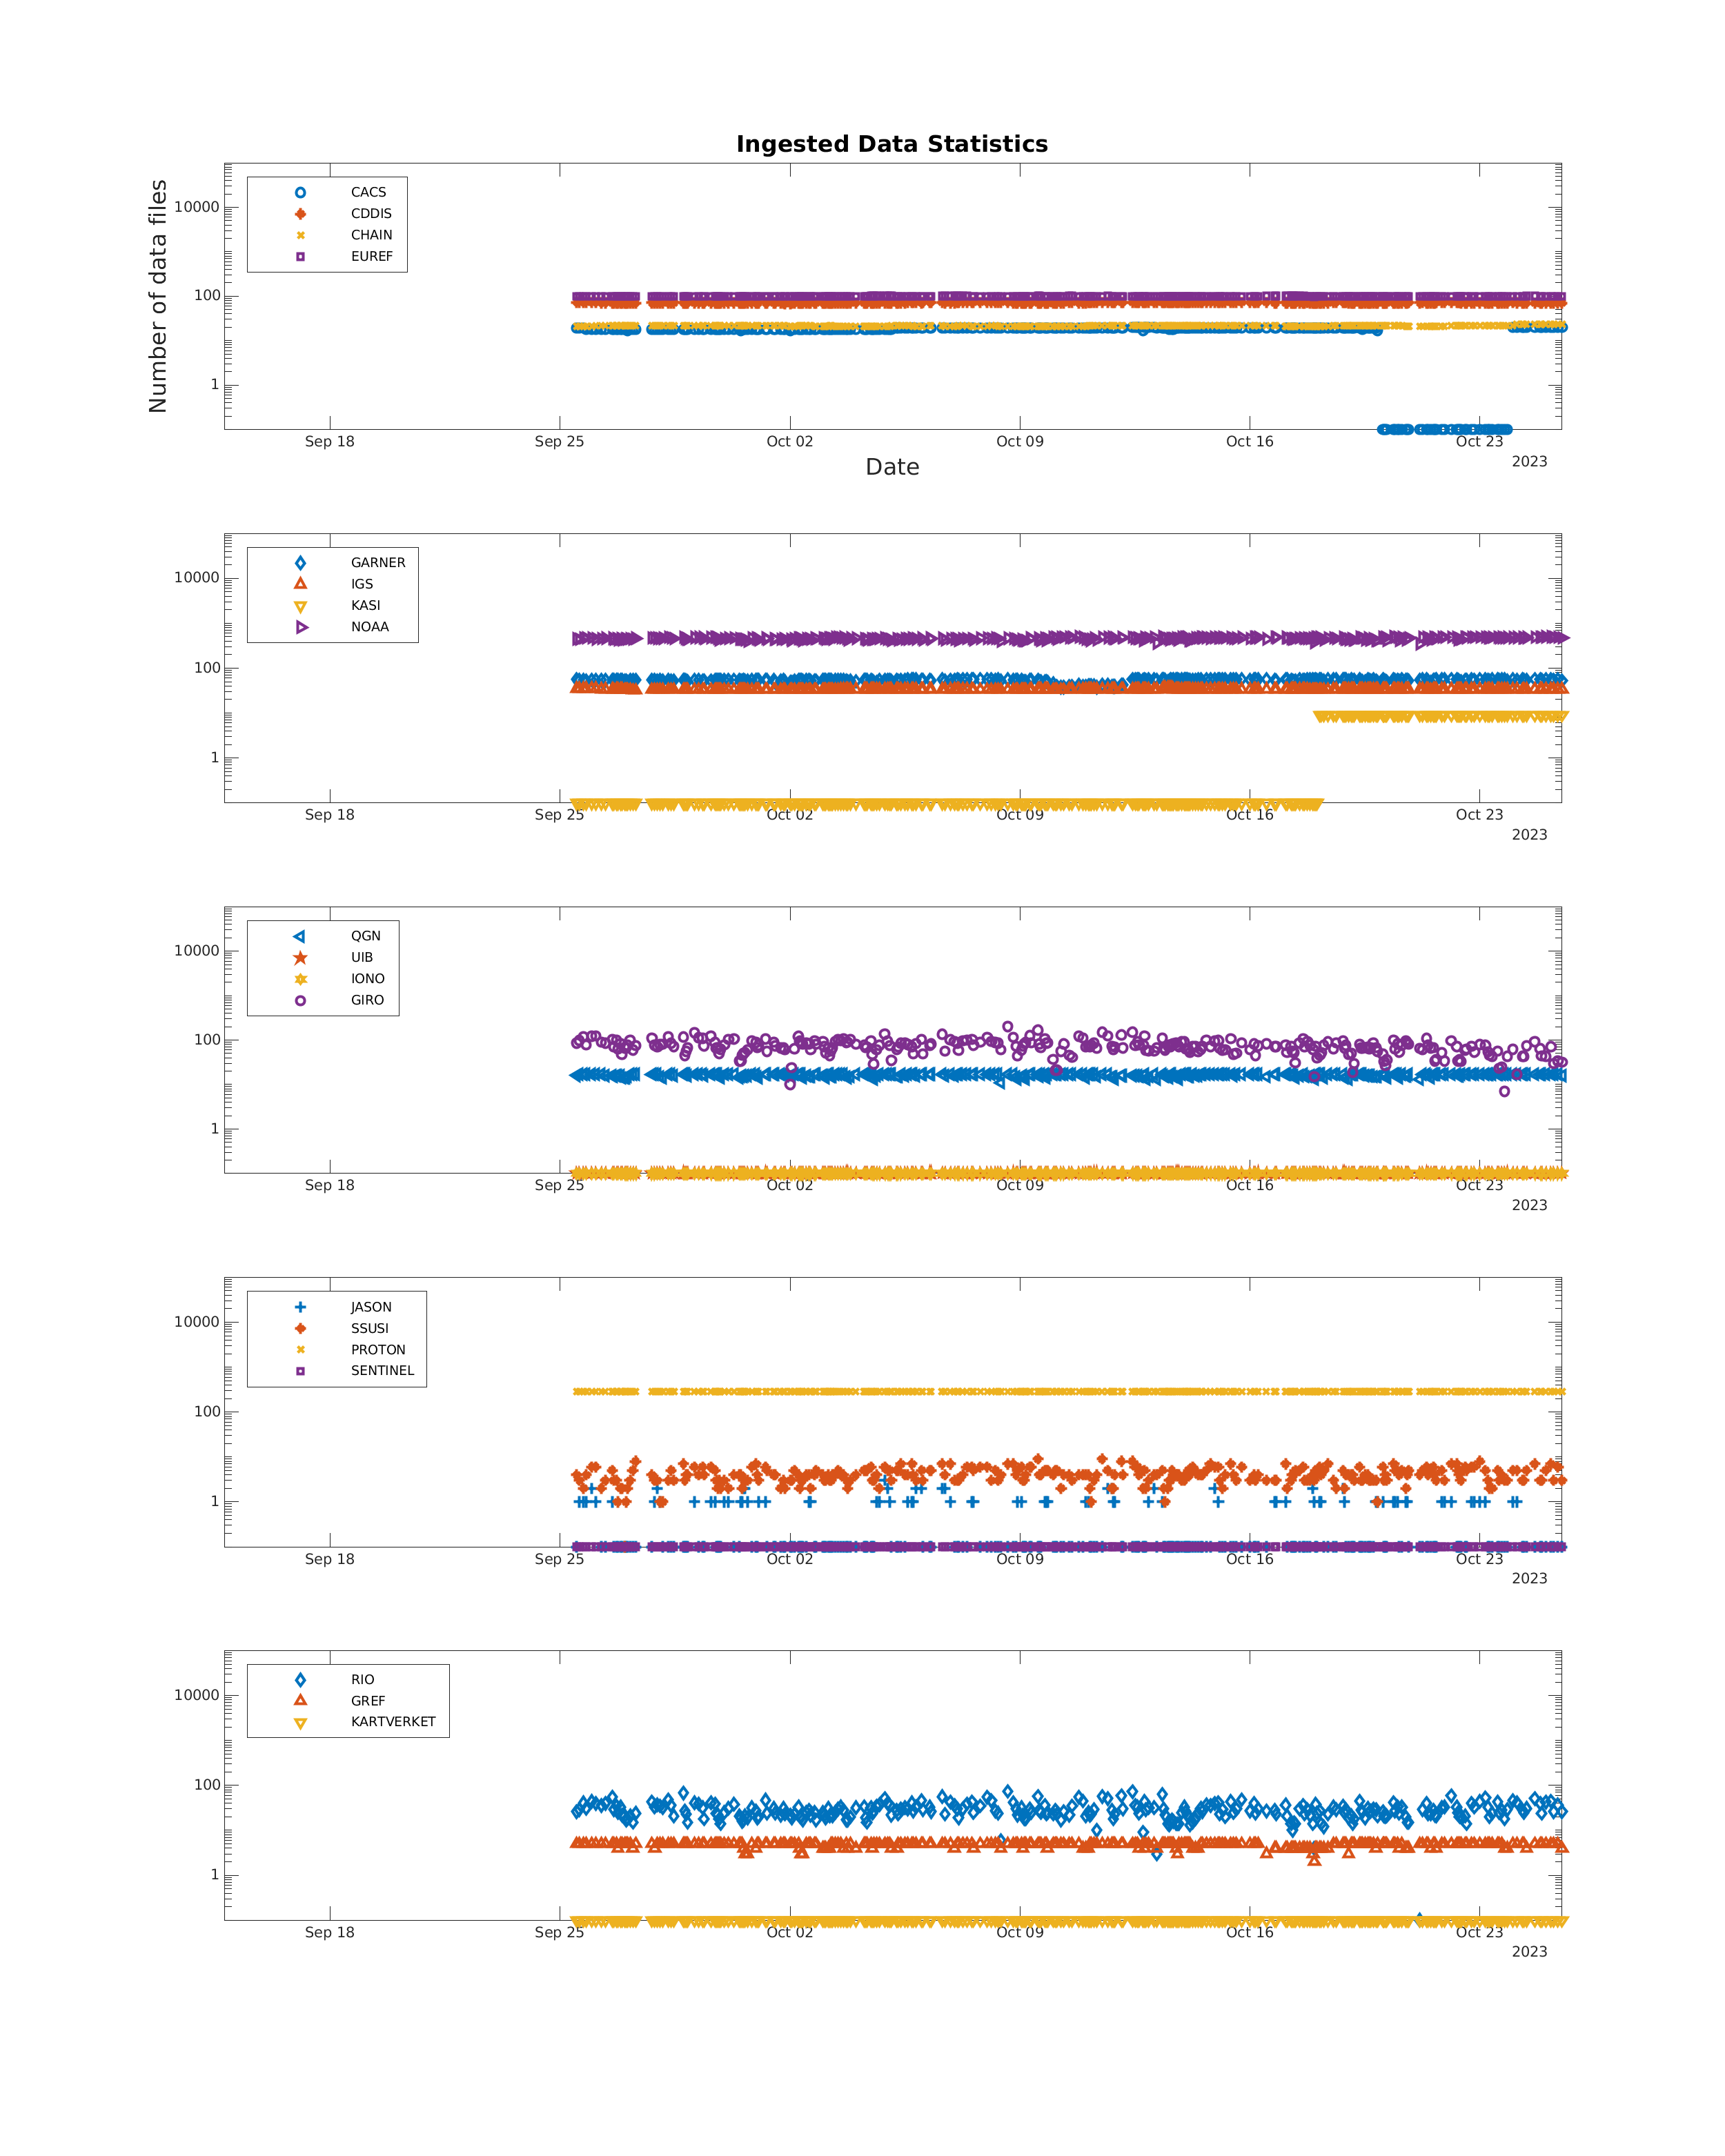 Ingested Data Statistics
Number of data files
10000
100
1
CACS
CDDIS
CHAIN
EUREF
Sep 18 Sep 25 Oct 02 Oct 09 Oct 16 Oct 23
2023
Date
10000
100
1
GARNER
IGS
KASI
NOAA
Sep 18 Sep 25 Oct 02 Oct 09 Oct 16 Oct 23
2023
10000
100
1
QGN
UIB
IONO
GIRO
Sep 18 Sep 25 Oct 02 Oct 09 Oct 16 Oct 23
2023
10000
100
1
JASON
SSUSI
PROTON
SENTINEL
Sep 18 Sep 25 Oct 02 Oct 09 Oct 16 Oct 23
2023
10000
100
1
RIO
GREF
KARTVERKET
Sep 18 Sep 25 Oct 02 Oct 09 Oct 16 Oct 23
2023